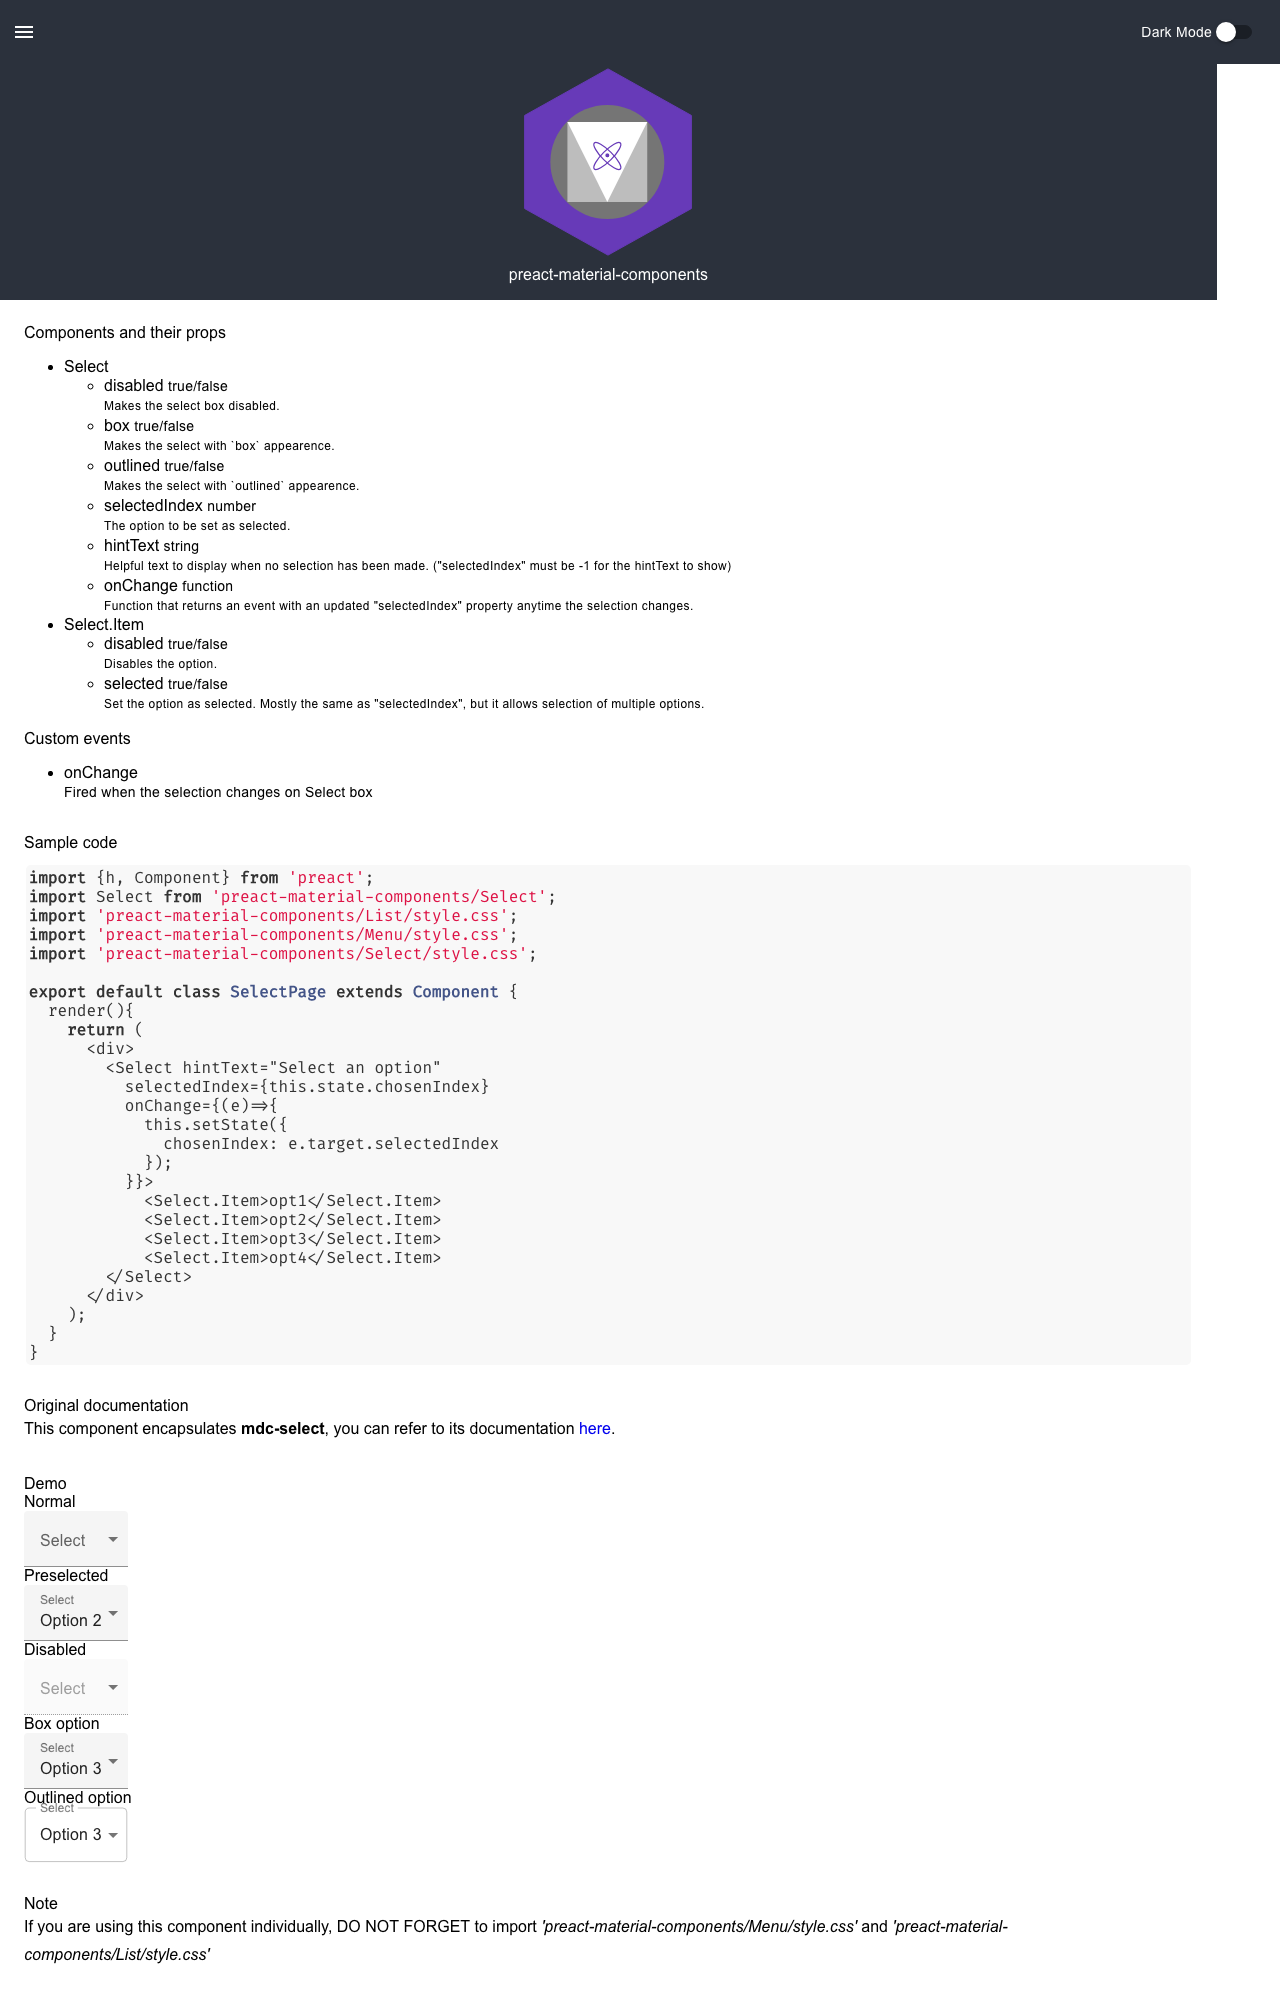 Dark Mode
preact-material-components
Components and their props
Select
disabled true/false
Makes the select box disabled.
box true/false
Makes the select with `box` appearence.
outlined true/false
Makes the select with `outlined` appearence.
selectedIndex number
The option to be set as selected.
hintText string
Helpful text to display when no selection has been made. ("selectedIndex" must be -1 for the hintText to show)
onChange function
Function that returns an event with an updated "selectedIndex" property anytime the selection changes.
Select.Item
disabled true/false
Disables the option.
selected true/false
Set the option as selected. Mostly the same as "selectedIndex", but it allows selection of multiple options.
Custom events
onChange
Fired when the selection changes on Select box
Sample code
import {h, Component} from 'preact';
import Select from 'preact-material-components/Select';
import 'preact-material-components/List/style.css';
import 'preact-material-components/Menu/style.css';
import 'preact-material-components/Select/style.css';
export default class SelectPage extends Component {
  render(){
    return (
      <div>
        <Select hintText="Select an option"
          selectedIndex={this.state.chosenIndex}
          onChange={(e)=>{
            this.setState({
              chosenIndex: e.target.selectedIndex
            });
          }}>
            <Select.Item>opt1</Select.Item>
            <Select.Item>opt2</Select.Item>
            <Select.Item>opt3</Select.Item>
            <Select.Item>opt4</Select.Item>
        </Select>
      </div>
    );
  }
}
Original documentation
This component encapsulates mdc-select, you can refer to its documentation here.
Demo
Normal
Select
Preselected
Select
Option 2
Disabled
Select
Box option
Select
Option 3
Outlined option
Select
Option 3
Note
If you are using this component individually, DO NOT FORGET to import 'preact-material-components/Menu/style.css' and 'preact-material-
components/List/style.css'